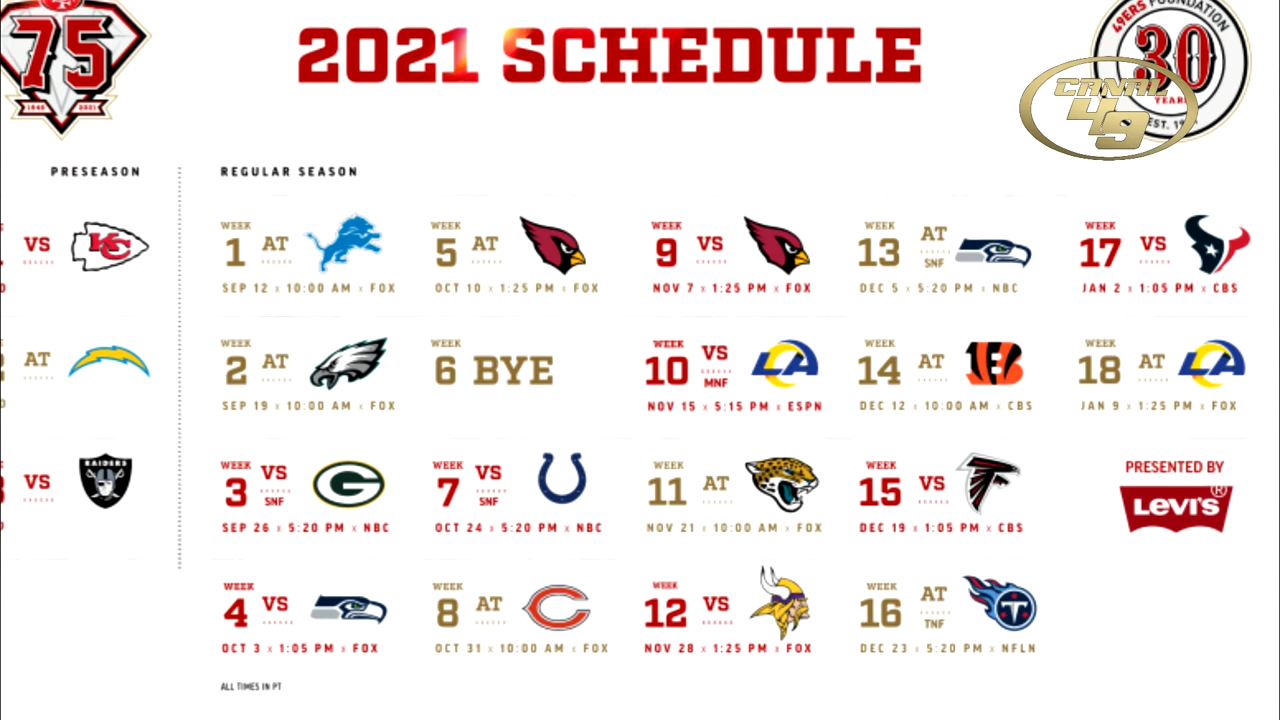 75
1946 2021
2021 SCHEDULE
49ERS FOUNDATION
30
YEARS
CANAL
49
PRESEASON
REGULAR SEASON
VS
KC
AT
VS
RAIDERS
WEEK 1 AT
SEP 12 x 10:00 AM x FOX
WEEK 5 AT
OCT 10 x 1:25 PM x FOX
WEEK 9 VS
NOV 7 x 1:25 PM x FOX
WEEK 13 AT SNF
DEC 5 x 5:20 PM x NBC
WEEK 17 VS
JAN 2 x 1:05 PM x CBS
WEEK 2 AT
SEP 19 x 10:00 AM x FOX
WEEK 6 BYE
WEEK 10 VS MNF
LA
NOV 15 x 5:15 PM x ESPN
WEEK 14 AT
B
DEC 12 x 10:00 AM x CBS
WEEK 18 AT
LA
JAN 9 x 1:25 PM x FOX
WEEK 3 VS SNF
G
SEP 26 x 5:20 PM x NBC
WEEK 7 VS SNF
OCT 24 x 5:20 PM x NBC
WEEK 11 AT
NOV 21 x 10:00 AM x FOX
WEEK 15 VS
DEC 19 x 1:05 PM x CBS
PRESENTED BY
LEVI'S®
WEEK 4 VS
OCT 3 x 1:05 PM x FOX
WEEK 8 AT
C
OCT 31 x 10:00 AM x FOX
WEEK 12 VS
NOV 28 x 1:25 PM x FOX
WEEK 16 AT TNF
T
DEC 23 x 5:20 PM x NFLN
ALL TIMES IN PT